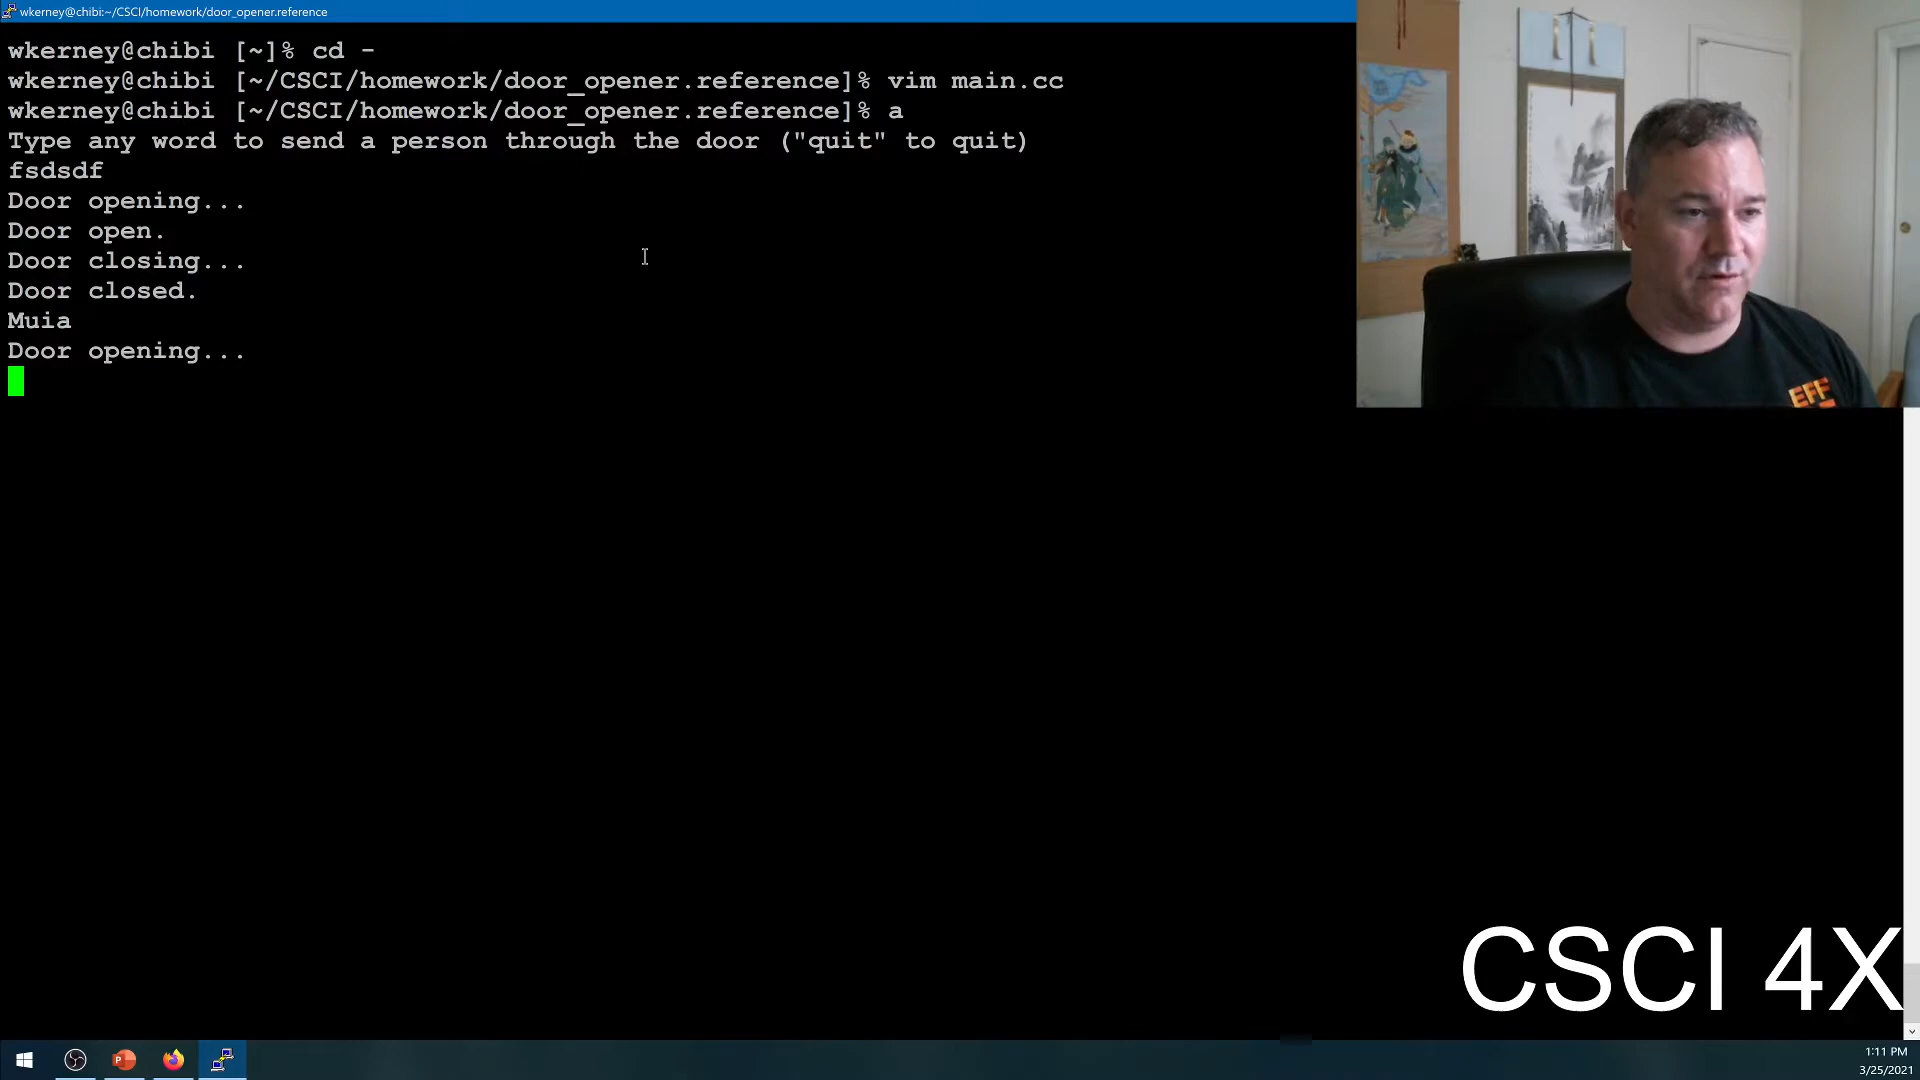 wkerney@chibi:~/CSCI/homework/door_opener.reference
wkerney@chibi [~]% cd -
wkerney@chibi [~/CSCI/homework/door_opener.reference]% vim main.cc
wkerney@chibi [~/CSCI/homework/door_opener.reference]% a
Type any word to send a person through the door ("quit" to quit)
fsdsdf
Door opening...
Door open.
Door closing...
Door closed.
Muia
Door opening...
EFF
CSCI 4X
1:11 PM
3/25/2021